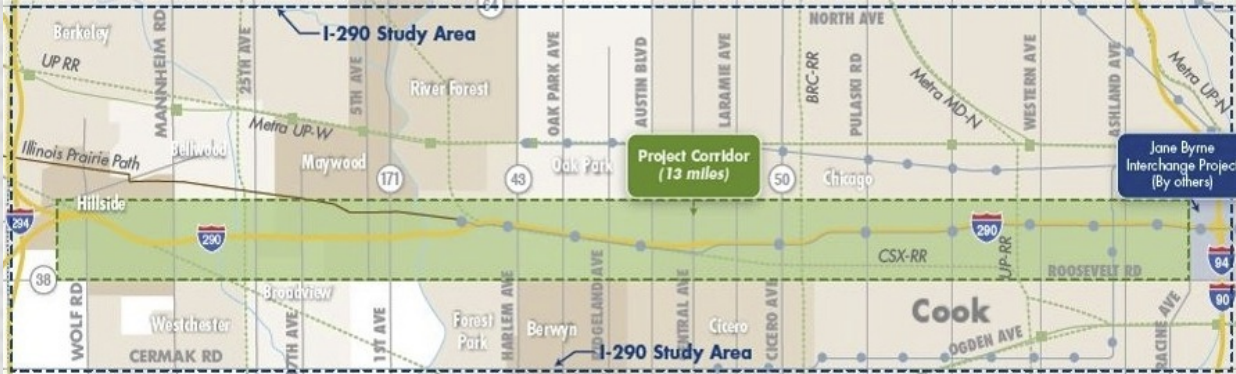 64
NORTH AVE
Berkeley
I-290 Study Area
MANNHEIM RD
25TH AVE
5TH AVE
OAK PARK AVE
AUSTIN BLVD
LARAMIE AVE
BRC-RR
PULASKI RD
Metra MD-N
WESTERN AVE
ASHLAND AVE
Metra UP-N
UP RR
River Forest
Metra UP-W
Illinois Prairie Path
Bellwood
Maywood
171
43
Oak Park
Project Corridor
(13 miles)
50
Chicago
Jane Byrne
Interchange Project
(By others)
Hillside
294
290
290
CSX-RR
UP-RR
ROOSEVELT RD
94
38
90
WOLF RD
Broadview
Westchester
CERMAK RD
17TH AVE
1ST AVE
Forest
Park
HARLEM AVE
Berwyn
RIDGELAND AVE
CENTRAL AVE
Cicero
CICERO AVE
Cook
OGDEN AVE
RACINE AVE
I-290 Study Area